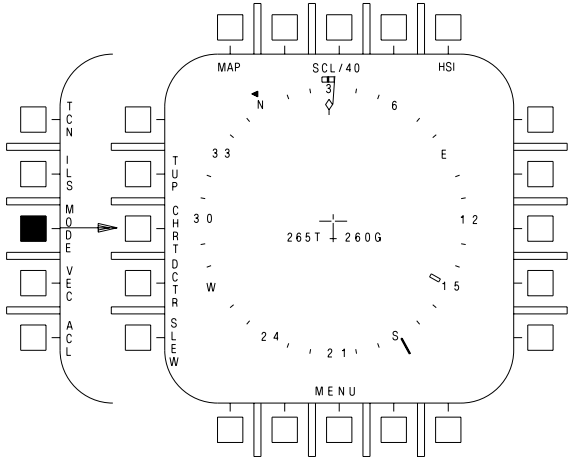 MAP SCL/40 HSI
3
N 6
TCN
33 E
ILS
TUP
MODE
CHRT
30 12
265T 260G
VEC
DCTR
W 15
ACL
SLEW
24 S
21
MENU